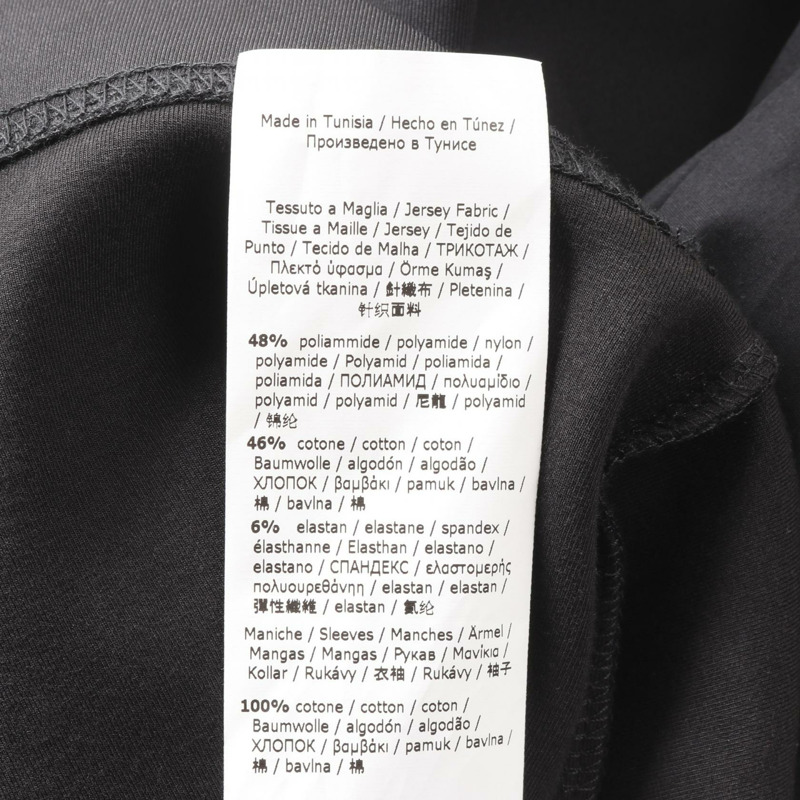 Made in Tunisia / Hecho en Túnez /
Произведено в Тунисе
Tessuto a Maglia / Jersey Fabric /
Tissue a Maille / Jersey / Tejido de
Punto / Tecido de Malha / ТРИКОТАЖ /
Πλεκτό ύφασμα / Örme Kumaş /
Úpletová tkanina / 針織布 / Pletenina /
针织面料
48% poliammide / polyamide / nylon /
polyamide / Polyamid / poliamida /
poliamida / ПОЛИАМИД / πολυαμίδιο /
polyamid / polyamid / 尼龍 / polyamid
/ 锦纶
46% cotone / cotton / coton /
Baumwolle / algodón / algodão /
ХЛОПОК / βαμβάκι / pamuk / bavlna /
棉 / bavlna / 棉
6% elastan / elastane / spandex /
élasthanne / Elasthan / elastano /
elastano / СПАНДЕКС / ελαστομερής
πολυουρεθάνηη / elastan / elastan /
彈性纖維 / elastan / 氨纶
Maniche / Sleeves / Manches / Ärmel /
Mangas / Mangas / Рукав / Μανίκια /
Kollar / Rukávy / 衣袖 / Rukávy / 袖子
100% cotone / cotton / coton /
Baumwolle / algodón / algodão /
ХЛОПОК / βαμβάκι / pamuk / bavlna /
棉 / bavlna / 棉